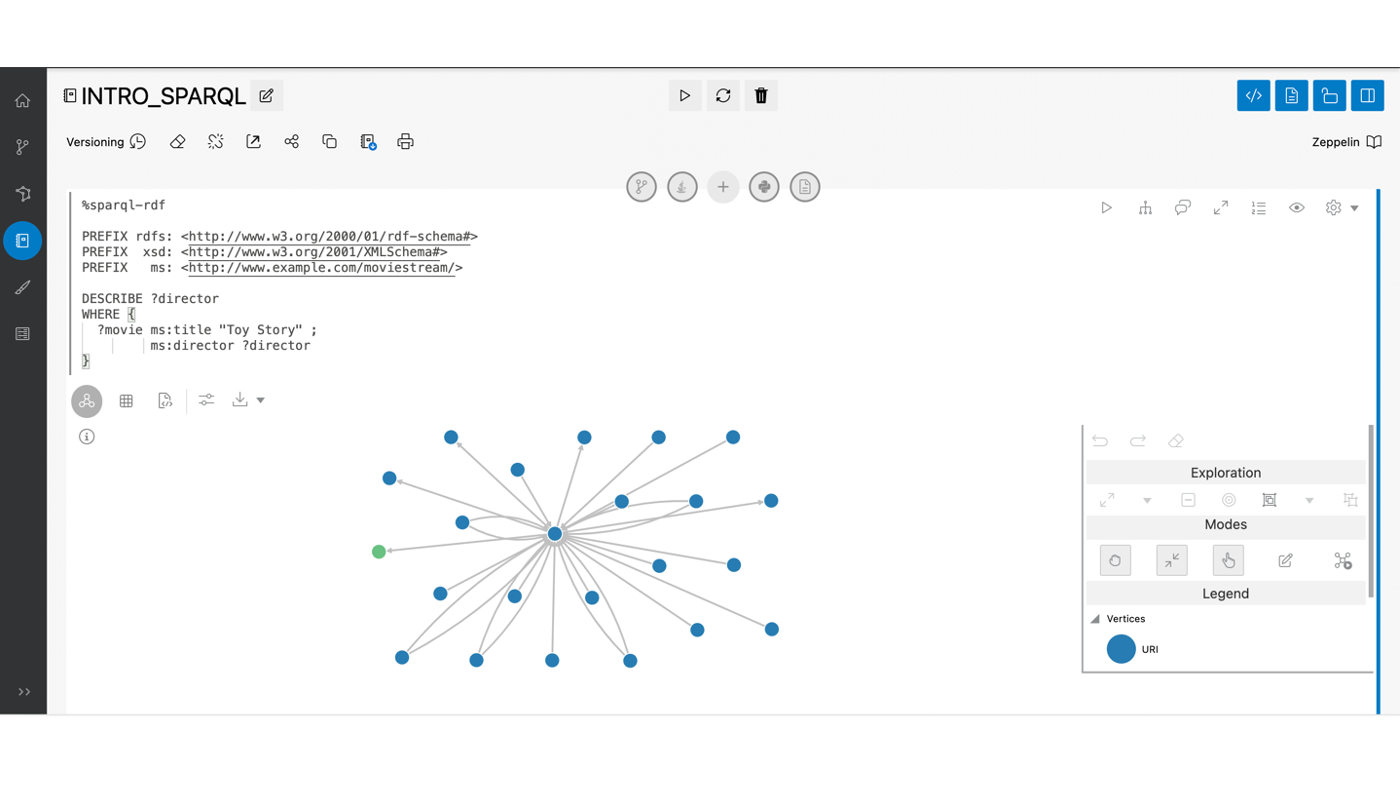 INTRO_SPARQL
Versioning
Zeppelin
%sparql-rdf
PREFIX rdfs: <http://www.w3.org/2000/01/rdf-schema#>
PREFIX  xsd: <http://www.w3.org/2001/XMLSchema#>
PREFIX   ms: <http://www.example.com/moviestream/>
DESCRIBE ?director
WHERE {
  ?movie ms:title "Toy Story" ;
         ms:director ?director
}
Exploration
Modes
Legend
Vertices
URI